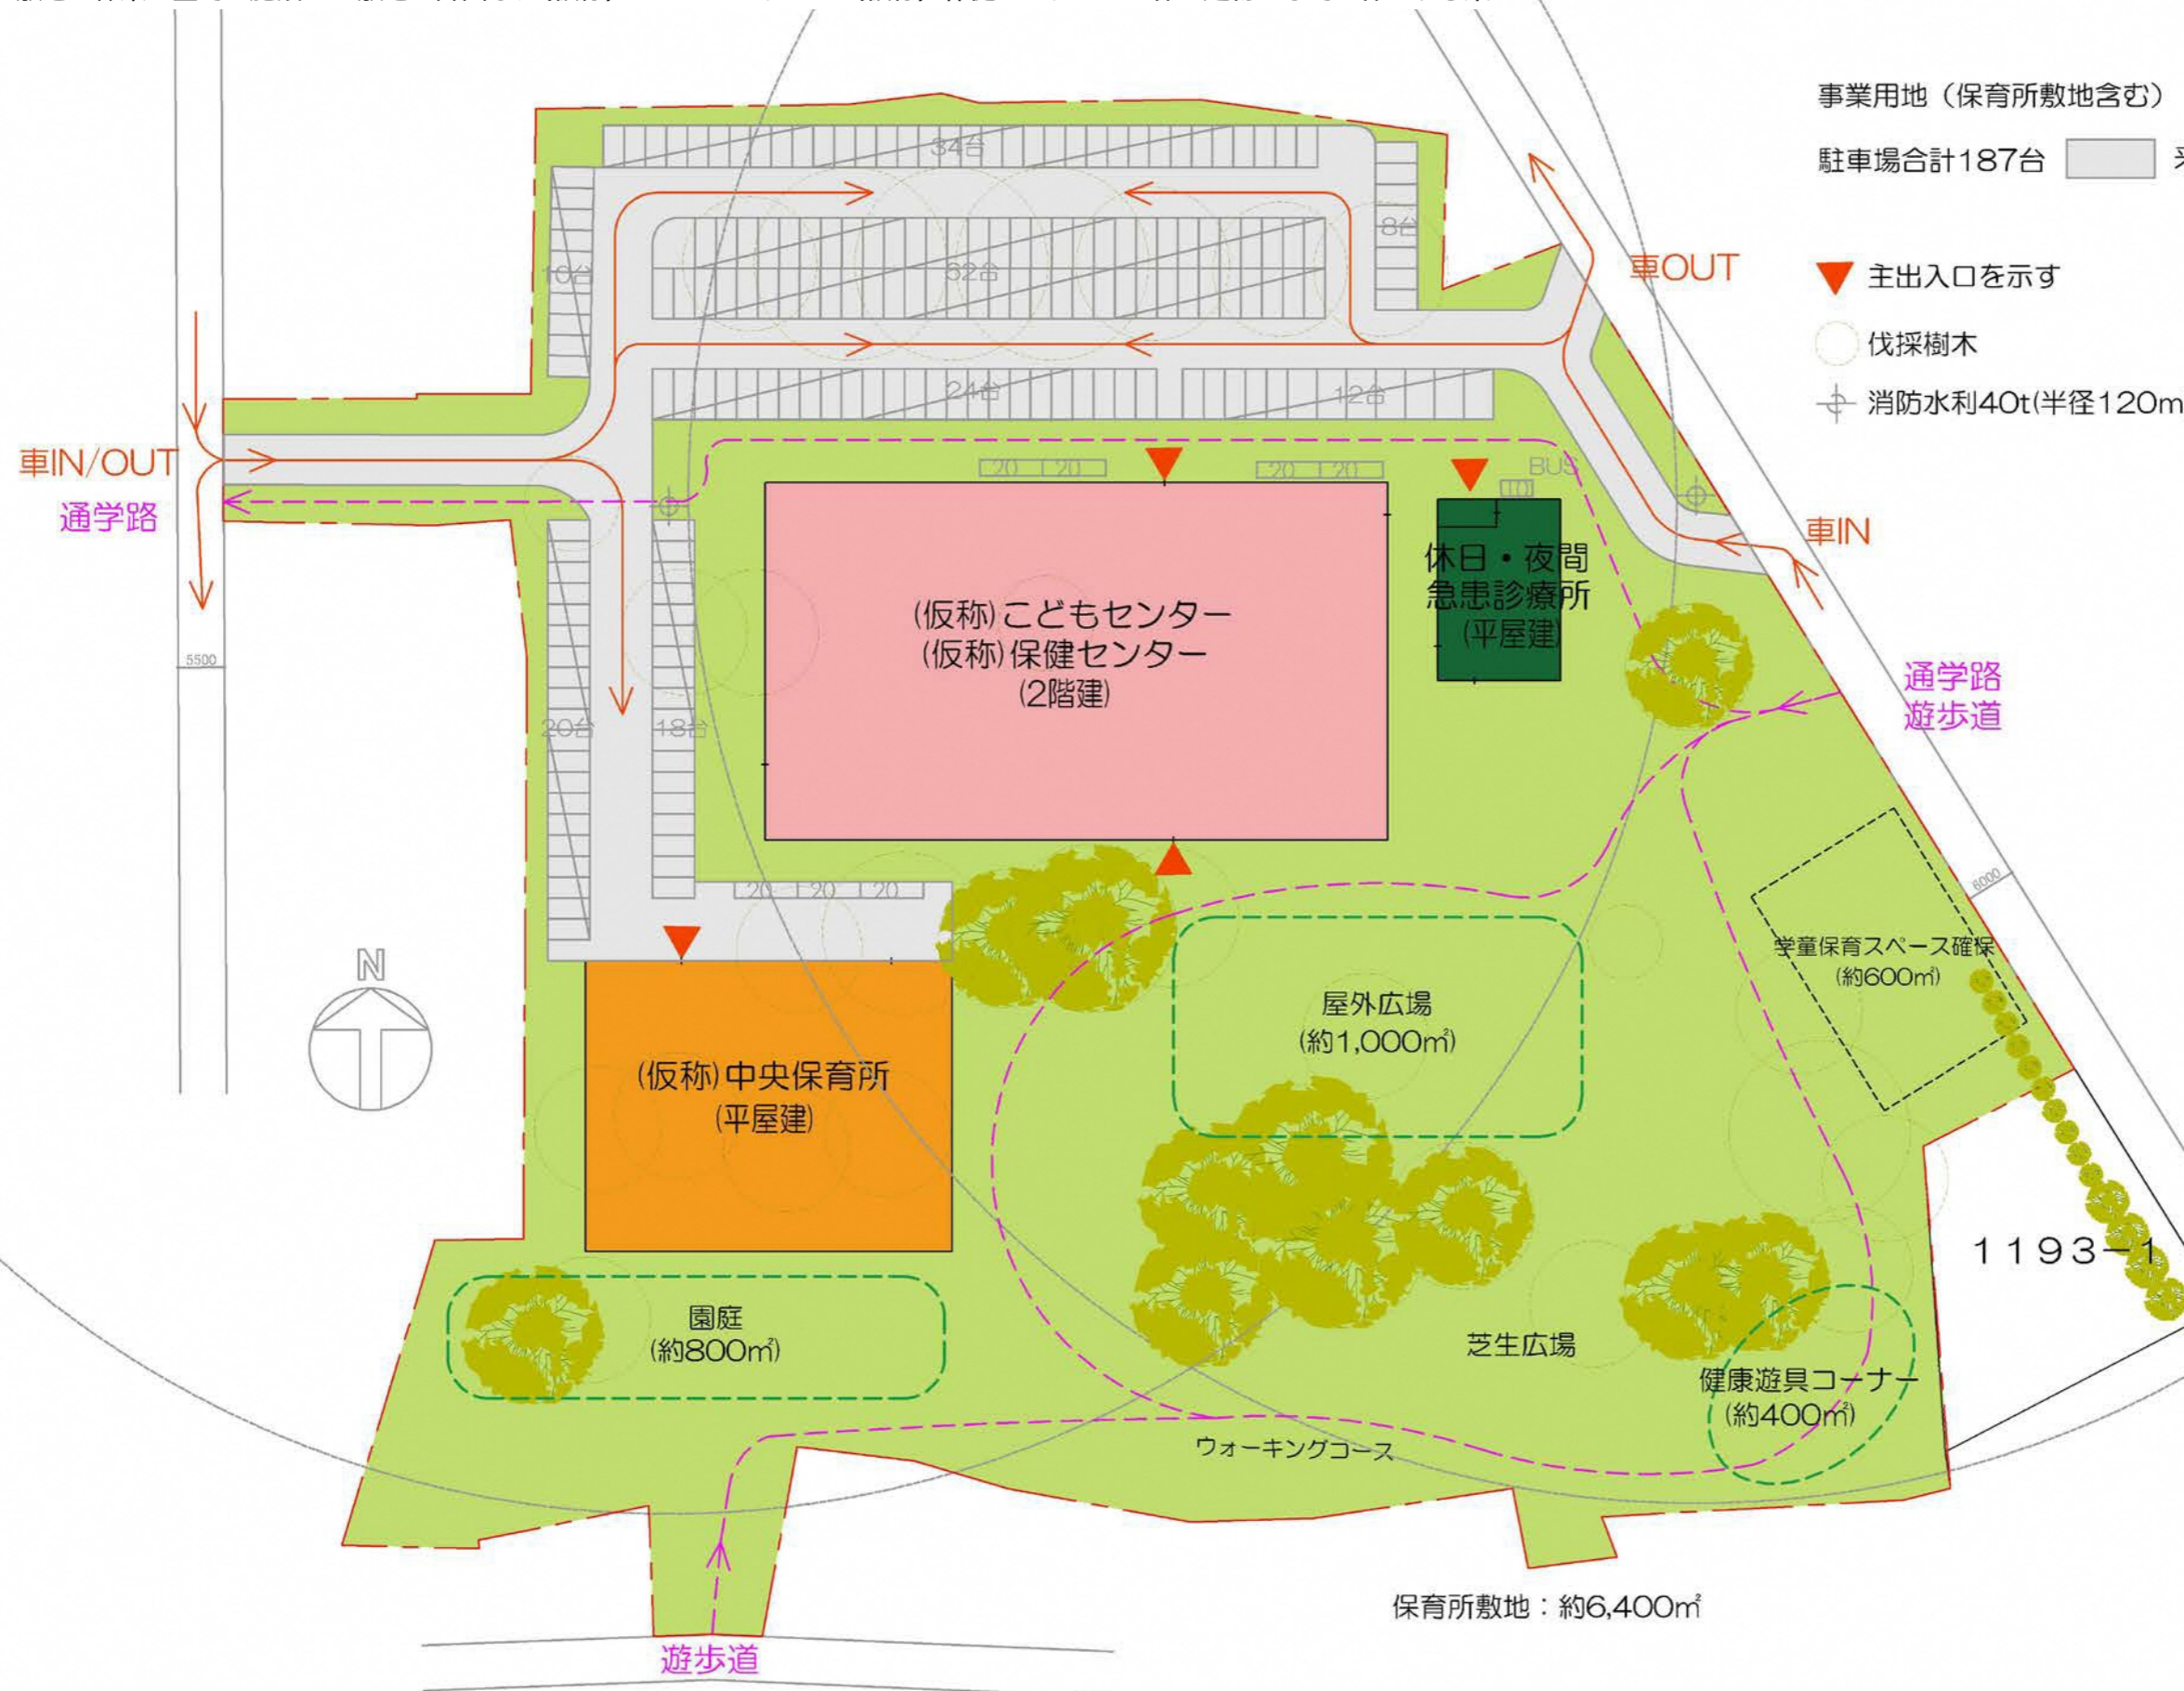 事業用地（保育所敷地含む）
駐車場合計187台
主出入口を示す
伐採樹木
消防水利40t(半径120m
34台
8台
10台
52台
24台
12台
車OUT
車IN/OUT
通学路
車IN
通学路
遊歩道
20 20
20 20
BUS
10
(仮称)こどもセンター
(仮称)保健センター
(2階建)
休日・夜間
急患診療所
(平屋建)
5500
20台
18台
20 20 20
6000
N
学童保育スペース確保
(約600㎡)
屋外広場
(約1,000㎡)
(仮称)中央保育所
(平屋建)
1193-1
園庭
(約800㎡)
芝生広場
健康遊具コーナー
(約400㎡)
ウォーキングコース
保育所敷地：約6,400㎡
遊歩道